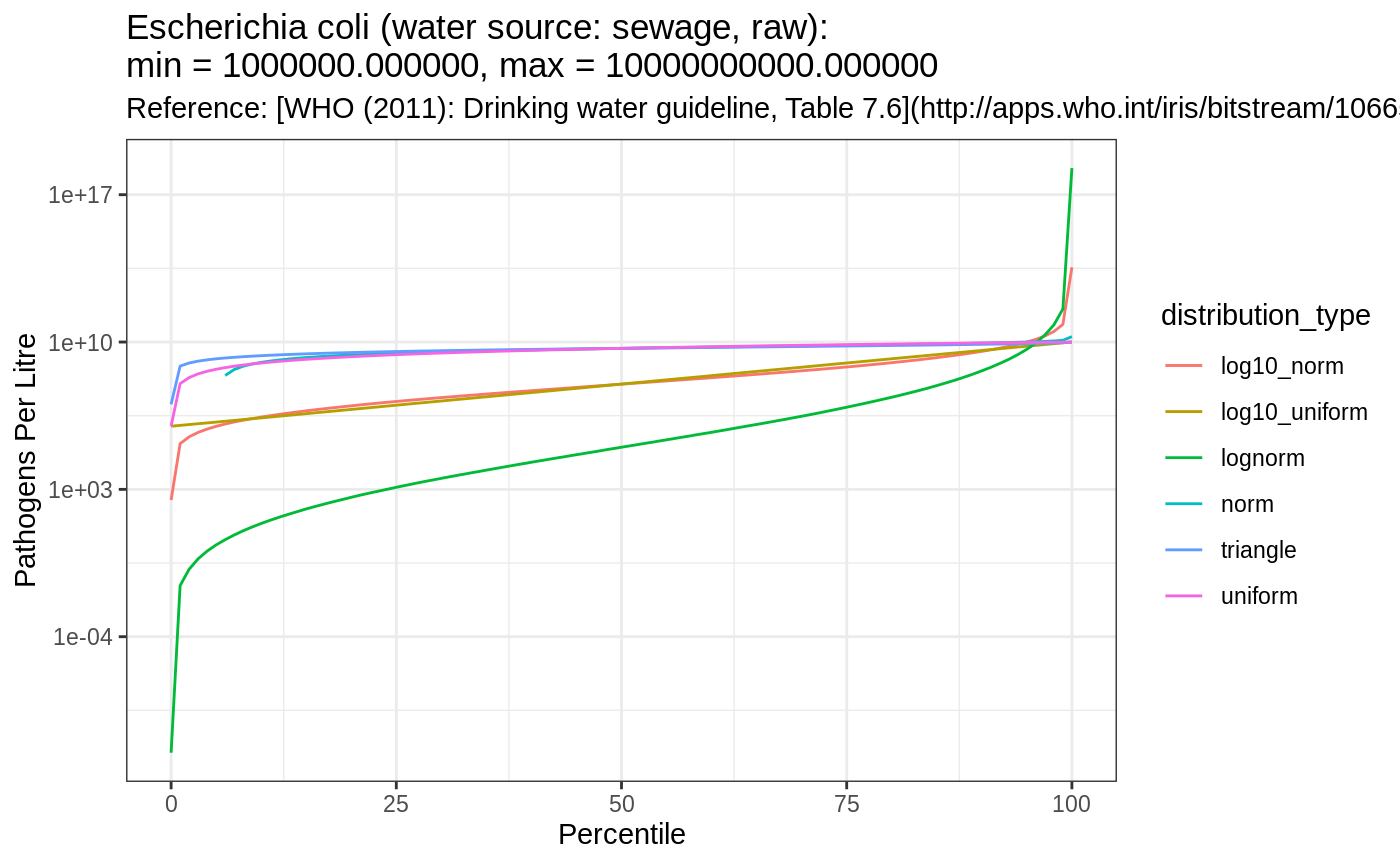 Escherichia coli (water source: sewage, raw):
min = 1000000.000000, max = 10000000000.000000
Reference: [WHO (2011): Drinking water guideline, Table 7.6](http://apps.who.int/iris/bitstream/1066
1e+17
1e+10
1e+03
1e-04
Pathogens Per Litre
0 25 50 75 100
Percentile
distribution_type
log10_norm
log10_uniform
lognorm
norm
triangle
uniform